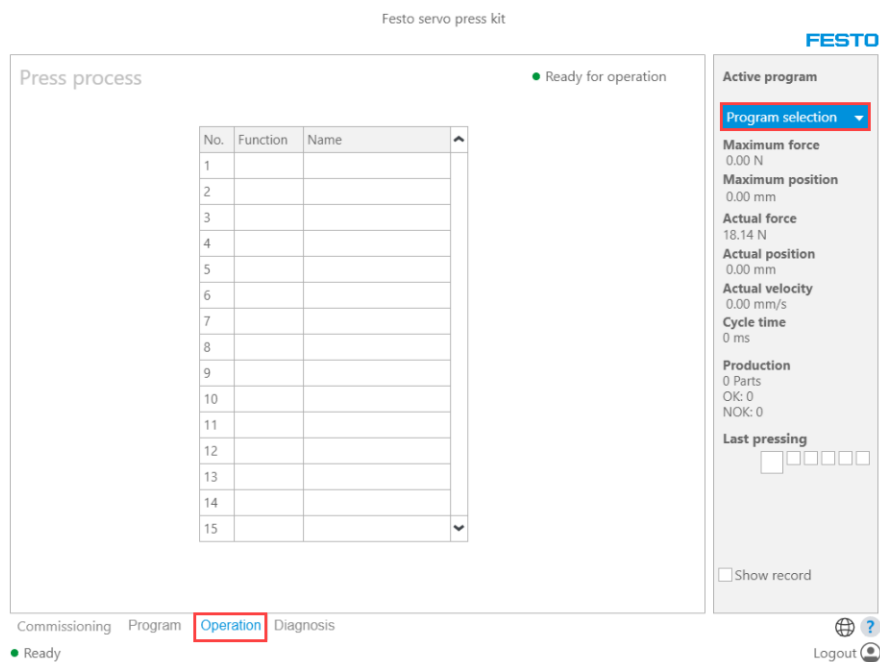 Festo servo press kit
FESTO
Press process
Ready for operation
No. Function Name
1
2
3
4
5
6
7
8
9
10
11
12
13
14
15
Active program
Program selection
Maximum force
0.00 N
Maximum position
0.00 mm
Actual force
18.14 N
Actual position
0.00 mm
Actual velocity
0.00 mm/s
Cycle time
0 ms
Production
0 Parts
OK: 0
NOK: 0
Last pressing
Show record
Commissioning Program Operation Diagnosis
?
Ready
Logout